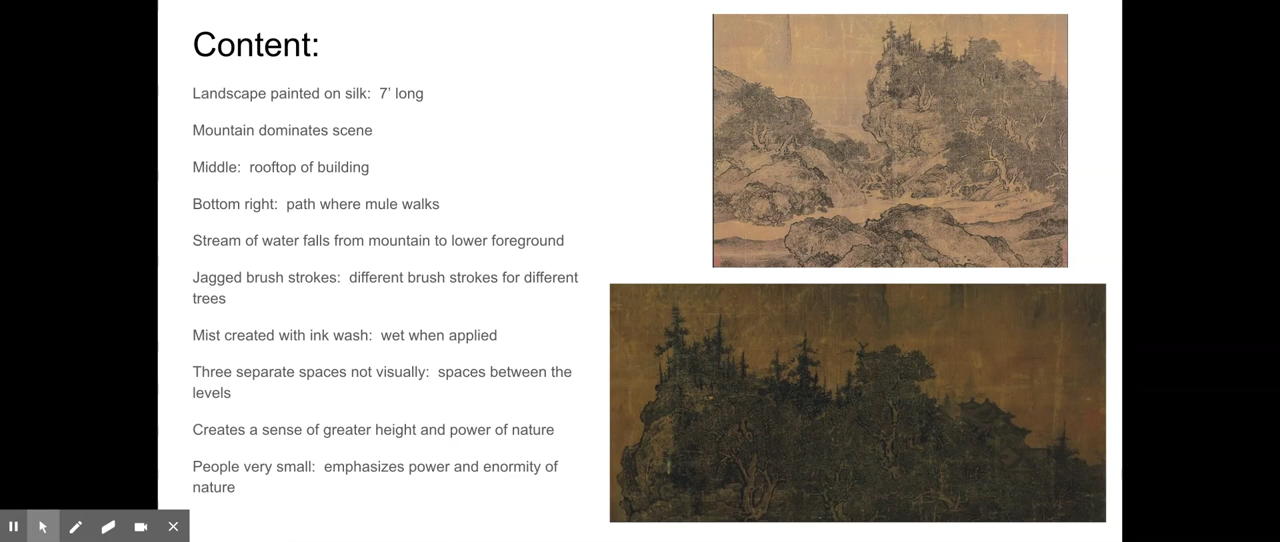 Content:
Landscape painted on silk:  7’ long
Mountain dominates scene
Middle:  rooftop of building
Bottom right:  path where mule walks
Stream of water falls from mountain to lower foreground
Jagged brush strokes:  different brush strokes for different
trees
Mist created with ink wash:  wet when applied
Three separate spaces not visually:  spaces between the
levels
Creates a sense of greater height and power of nature
People very small:  emphasizes power and enormity of
nature